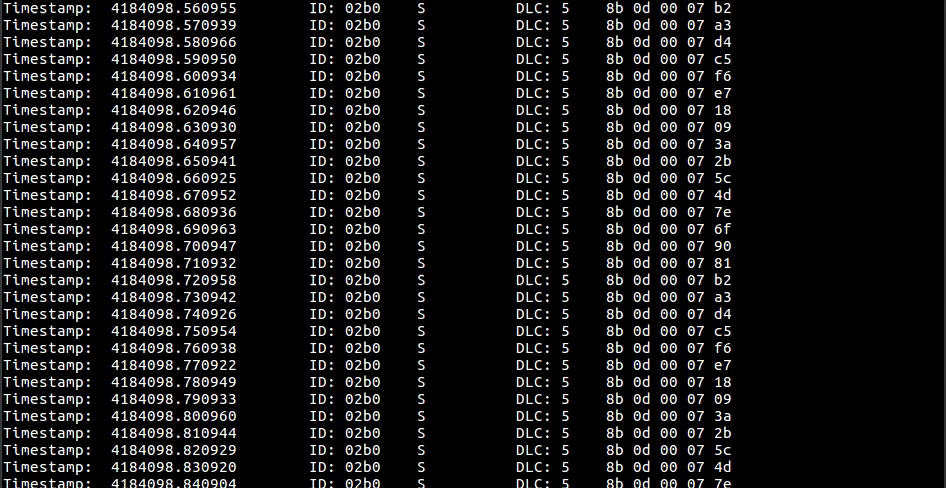 Timestamp:  4184098.560955        ID: 02b0    S          DLC: 5    8b 0d 00 07 b2
Timestamp:  4184098.570939        ID: 02b0    S          DLC: 5    8b 0d 00 07 a3
Timestamp:  4184098.580966        ID: 02b0    S          DLC: 5    8b 0d 00 07 d4
Timestamp:  4184098.590950        ID: 02b0    S          DLC: 5    8b 0d 00 07 c5
Timestamp:  4184098.600934        ID: 02b0    S          DLC: 5    8b 0d 00 07 f6
Timestamp:  4184098.610961        ID: 02b0    S          DLC: 5    8b 0d 00 07 e7
Timestamp:  4184098.620946        ID: 02b0    S          DLC: 5    8b 0d 00 07 18
Timestamp:  4184098.630930        ID: 02b0    S          DLC: 5    8b 0d 00 07 09
Timestamp:  4184098.640957        ID: 02b0    S          DLC: 5    8b 0d 00 07 3a
Timestamp:  4184098.650941        ID: 02b0    S          DLC: 5    8b 0d 00 07 2b
Timestamp:  4184098.660925        ID: 02b0    S          DLC: 5    8b 0d 00 07 5c
Timestamp:  4184098.670952        ID: 02b0    S          DLC: 5    8b 0d 00 07 4d
Timestamp:  4184098.680936        ID: 02b0    S          DLC: 5    8b 0d 00 07 7e
Timestamp:  4184098.690963        ID: 02b0    S          DLC: 5    8b 0d 00 07 6f
Timestamp:  4184098.700947        ID: 02b0    S          DLC: 5    8b 0d 00 07 90
Timestamp:  4184098.710932        ID: 02b0    S          DLC: 5    8b 0d 00 07 81
Timestamp:  4184098.720958        ID: 02b0    S          DLC: 5    8b 0d 00 07 b2
Timestamp:  4184098.730942        ID: 02b0    S          DLC: 5    8b 0d 00 07 a3
Timestamp:  4184098.740926        ID: 02b0    S          DLC: 5    8b 0d 00 07 d4
Timestamp:  4184098.750954        ID: 02b0    S          DLC: 5    8b 0d 00 07 c5
Timestamp:  4184098.760938        ID: 02b0    S          DLC: 5    8b 0d 00 07 f6
Timestamp:  4184098.770922        ID: 02b0    S          DLC: 5    8b 0d 00 07 e7
Timestamp:  4184098.780949        ID: 02b0    S          DLC: 5    8b 0d 00 07 18
Timestamp:  4184098.790933        ID: 02b0    S          DLC: 5    8b 0d 00 07 09
Timestamp:  4184098.800960        ID: 02b0    S          DLC: 5    8b 0d 00 07 3a
Timestamp:  4184098.810944        ID: 02b0    S          DLC: 5    8b 0d 00 07 2b
Timestamp:  4184098.820929        ID: 02b0    S          DLC: 5    8b 0d 00 07 5c
Timestamp:  4184098.830920        ID: 02b0    S          DLC: 5    8b 0d 00 07 4d
Timestamp:  4184098.840904        ID: 02b0    S          DLC: 5    8b 0d 00 07 7e